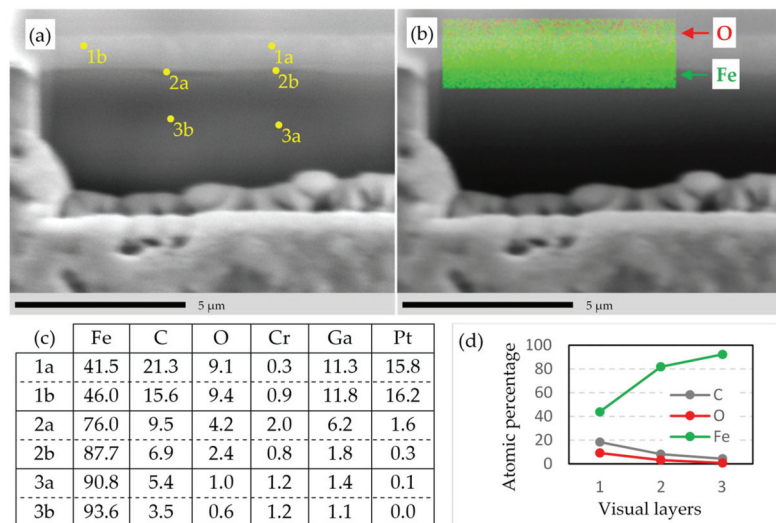 (a)
1b
1a
2a
2b
3b
3a
5 μm
(b)
O
Fe
5 μm
(c) Fe C O Cr Ga Pt
1a 41.5 21.3 9.1 0.3 11.3 15.8
1b 46.0 15.6 9.4 0.9 11.8 16.2
2a 76.0 9.5 4.2 2.0 6.2 1.6
2b 87.7 6.9 2.4 0.8 1.8 0.3
3a 90.8 5.4 1.0 1.2 1.4 0.1
3b 93.6 3.5 0.6 1.2 1.1 0.0
(d)
Atomic percentage
100
80
60
40
20
0
C
O
Fe
1 2 3
Visual layers